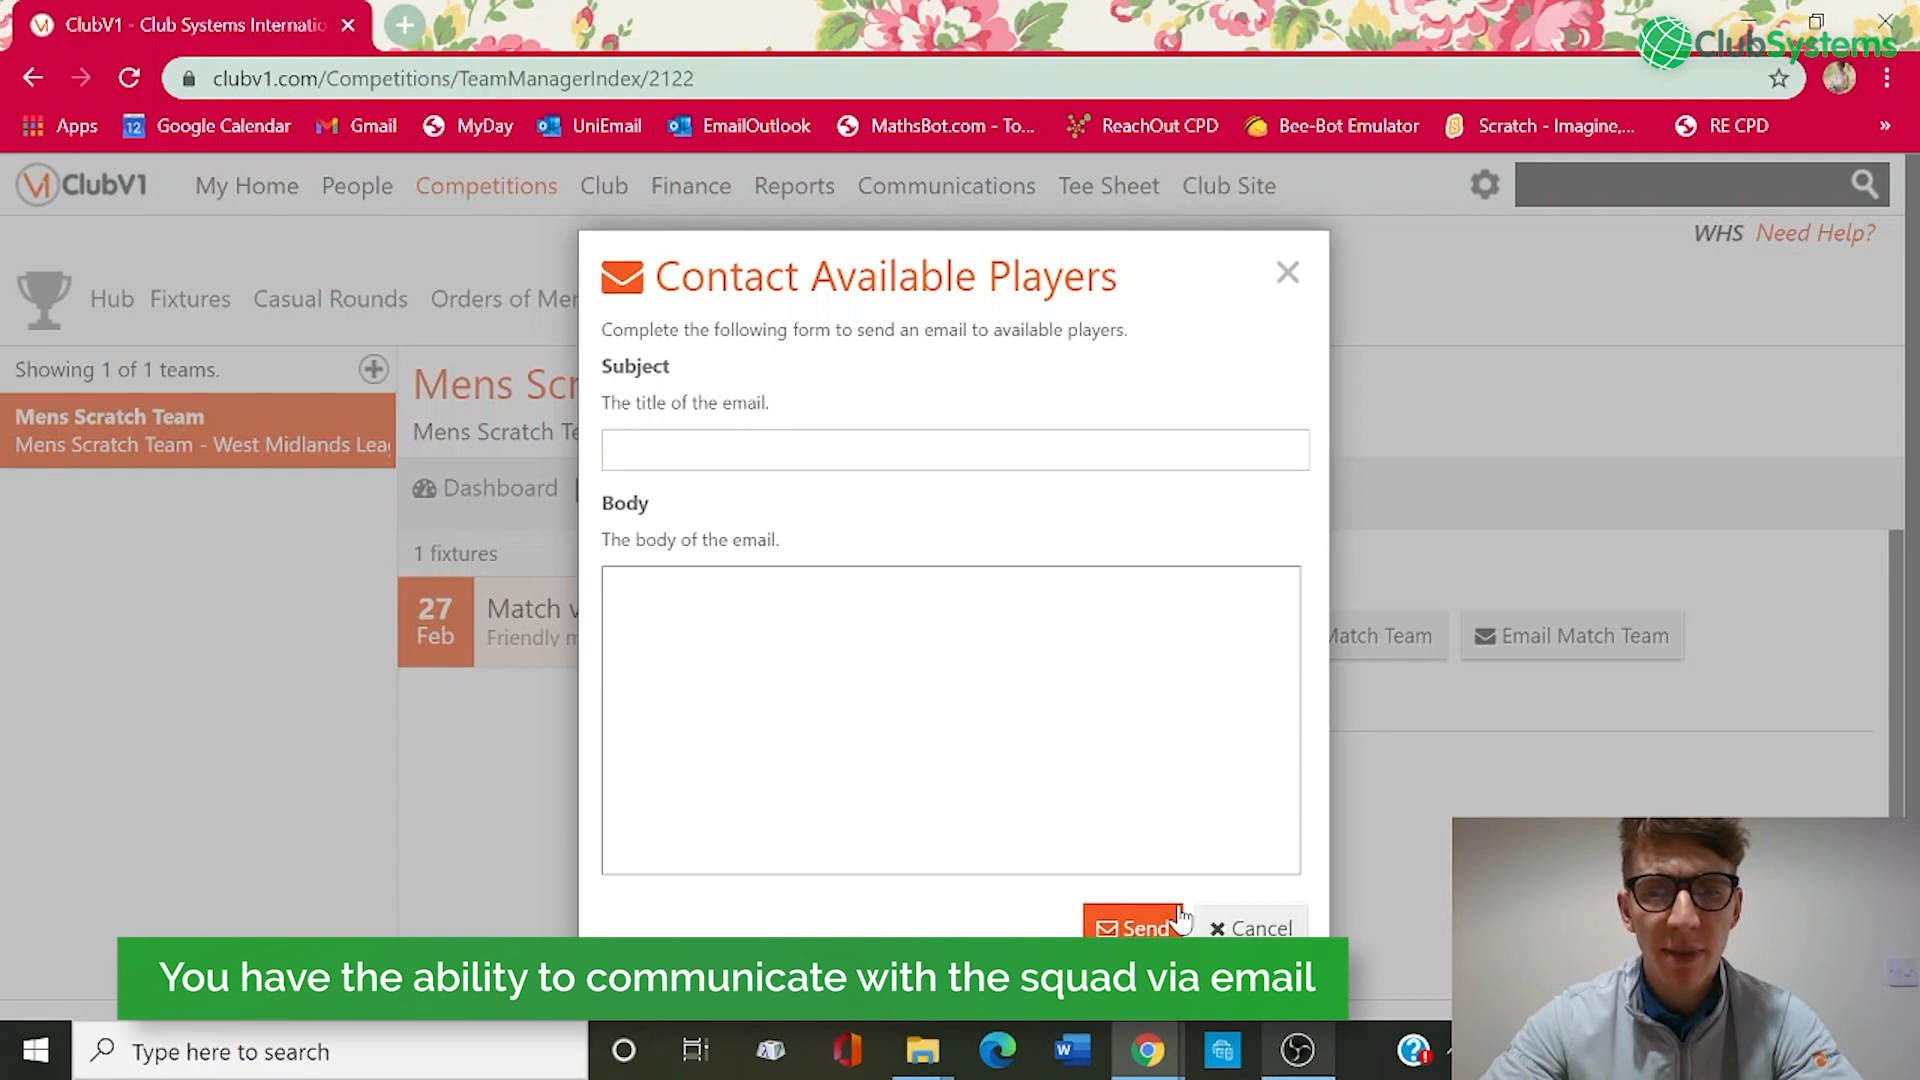 ClubV1 - Club Systems Internatio
ClubSystems
clubv1.com/Competitions/TeamManagerIndex/2122
Apps
12
Google Calendar
Gmail
MyDay
UniEmail
EmailOutlook
MathsBot.com - To...
ReachOut CPD
Bee-Bot Emulator
Scratch - Imagine,...
RE CPD
»
ClubV1
My Home
People
Competitions
Club
Finance
Reports
Communications
Tee Sheet
Club Site
WHS Need Help?
Hub
Fixtures
Casual Rounds
Orders of Mer
Showing 1 of 1 teams.
Mens Scratch Team
Mens Scratch Team - West Midlands Lea
Mens Scr
Mens Scratch Te
Dashboard
1 fixtures
27
Feb
Match v
Friendly m
Contact Available Players
Complete the following form to send an email to available players.
Subject
The title of the email.
Body
The body of the email.
Match Team
Email Match Team
Send
Cancel
You have the ability to communicate with the squad via email
Type here to search